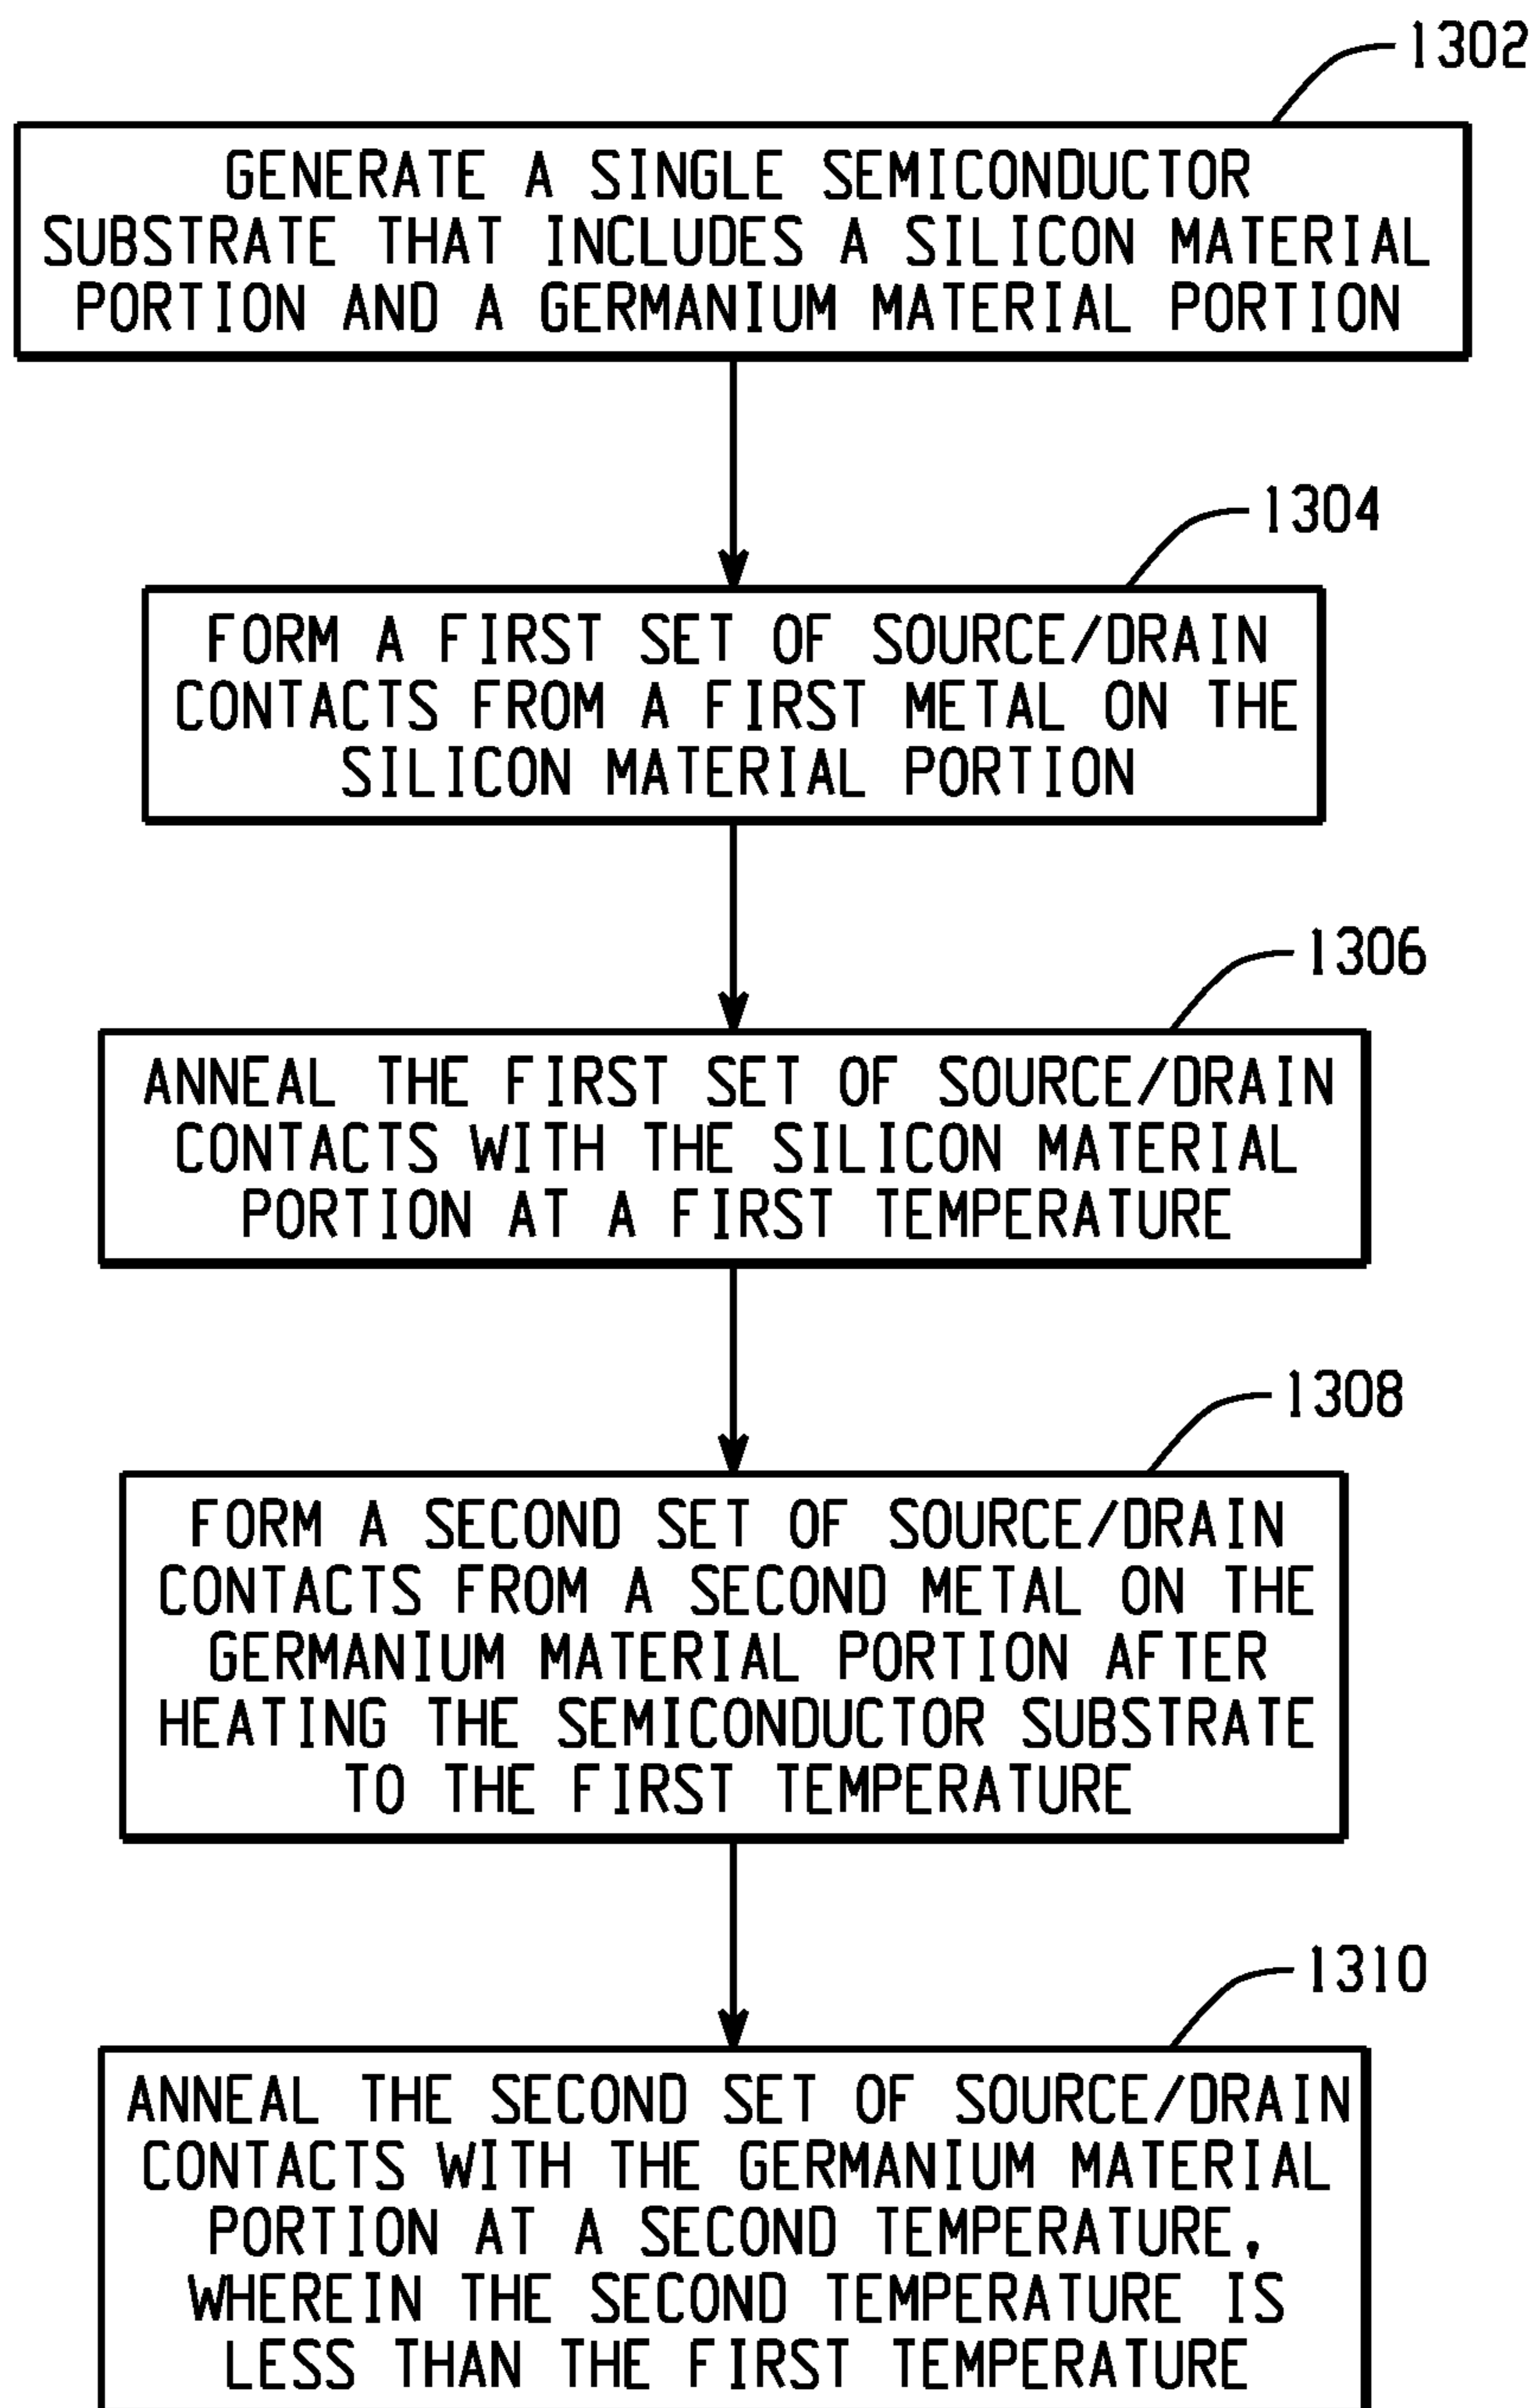 1302
GENERATE A SINGLE SEMICONDUCTOR
SUBSTRATE THAT INCLUDES A SILICON MATERIAL
PORTION AND A GERMANIUM MATERIAL PORTION
1304
FORM A FIRST SET OF SOURCE/DRAIN
CONTACTS FROM A FIRST METAL ON THE
SILICON MATERIAL PORTION
1306
ANNEAL THE FIRST SET OF SOURCE/DRAIN
CONTACTS WITH THE SILICON MATERIAL
PORTION AT A FIRST TEMPERATURE
1308
FORM A SECOND SET OF SOURCE/DRAIN
CONTACTS FROM A SECOND METAL ON THE
GERMANIUM MATERIAL PORTION AFTER
HEATING THE SEMICONDUCTOR SUBSTRATE
TO THE FIRST TEMPERATURE
1310
ANNEAL THE SECOND SET OF SOURCE/DRAIN
CONTACTS WITH THE GERMANIUM MATERIAL
PORTION AT A SECOND TEMPERATURE,
WHEREIN THE SECOND TEMPERATURE IS
LESS THAN THE FIRST TEMPERATURE